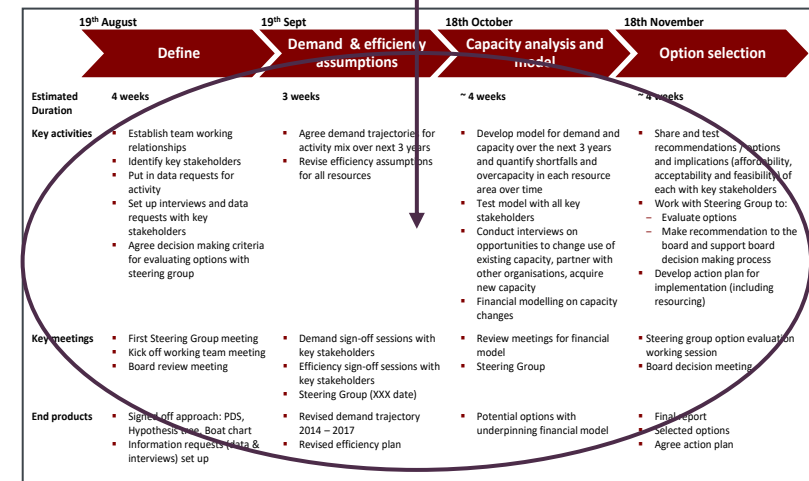 19th August
19th Sept
18th October
18th November
Define
Demand & efficiency
assumptions
Capacity analysis and
model
Option selection
Estimated
Duration
4 weeks
3 weeks
~ 4 weeks
~ 4 weeks
Key activities
▪ Establish team working
relationships
▪ Identify key stakeholders
▪ Put in data requests for
activity
▪ Set up interviews and data
requests with key
stakeholders
▪ Agree decision making criteria
for evaluating options with
steering group
▪ Agree demand trajectories for
activity mix over next 3 years
▪ Revise efficiency assumptions
for all resources
▪ Develop model for demand and
capacity over the next 3 years
and quantify shortfalls and
overcapacity in each resource
area over time
▪ Test model with all key
stakeholders
▪ Conduct interviews on
opportunities to change use of
existing capacity, partner with
other organisations, acquire
new capacity
▪ Financial modelling on capacity
changes
▪ Share and test
recommendations / options
and implications (affordability,
acceptability and feasibility) of
each with key stakeholders
▪ Work with Steering Group to:
– Evaluate options
– Make recommendation to the
board and support board
decision making process
▪ Develop action plan for
implementation (including
resourcing)
Key meetings
▪ First Steering Group meeting
▪ Kick off working team meeting
▪ Board review meeting
▪ Demand sign-off sessions with
key stakeholders
▪ Efficiency sign-off sessions with
key stakeholders
▪ Steering Group (XXX date)
▪ Review meetings for financial
model
▪ Steering Group
▪ Steering group option evaluation
working session
▪ Board decision meeting
End products
▪ Signed off approach: PDS,
Hypothesis tree, Boat chart
▪ Information requests (data &
interviews) set up
▪ Revised demand trajectory
2014 – 2017
▪ Revised efficiency plan
▪ Potential options with
underpinning financial model
▪ Final report
▪ Selected options
▪ Agree action plan